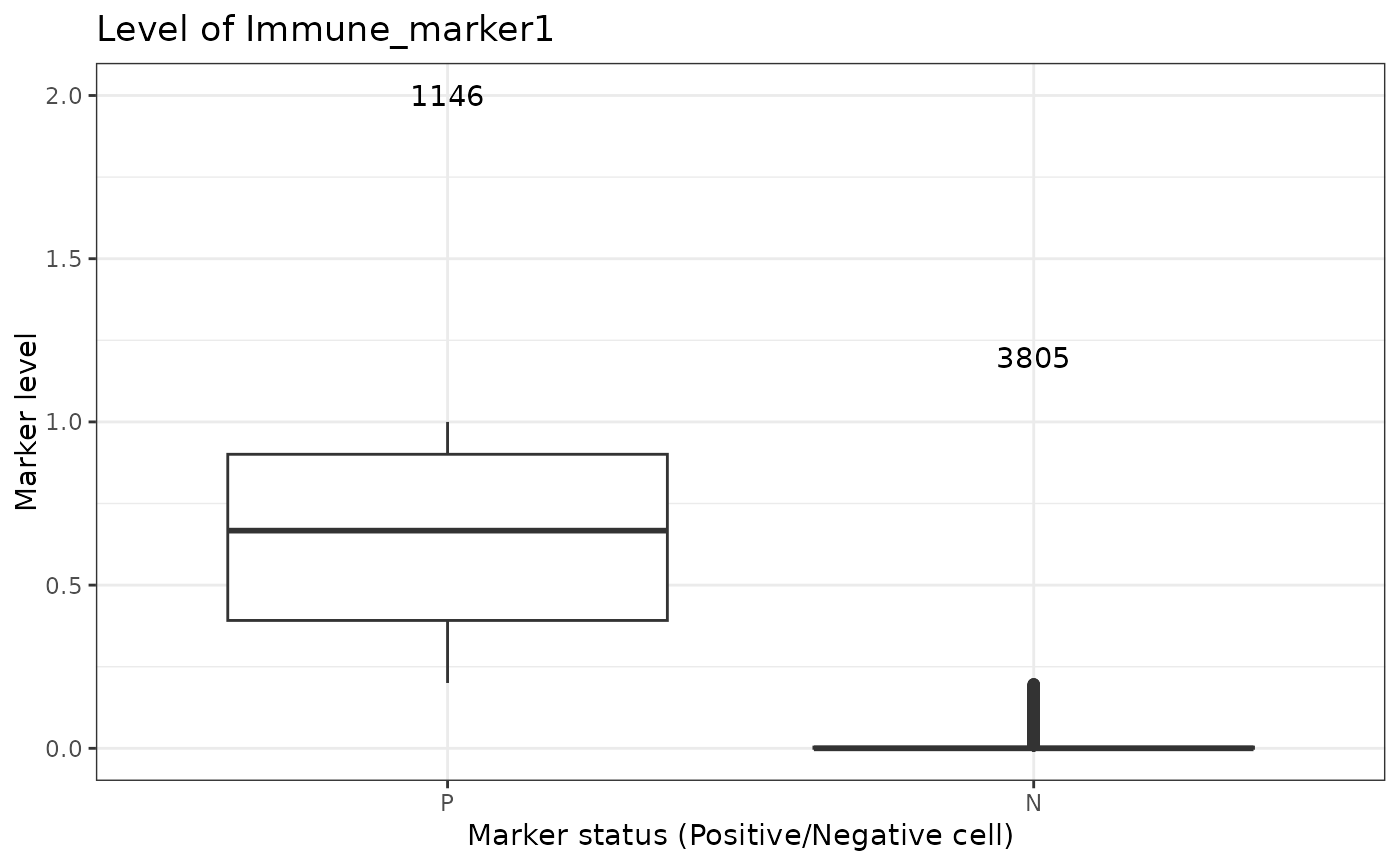 Level of Immune_marker1
2.0
1146
1.5
3805
1.0
0.5
0.0
Marker level
P
N
Marker status (Positive/Negative cell)